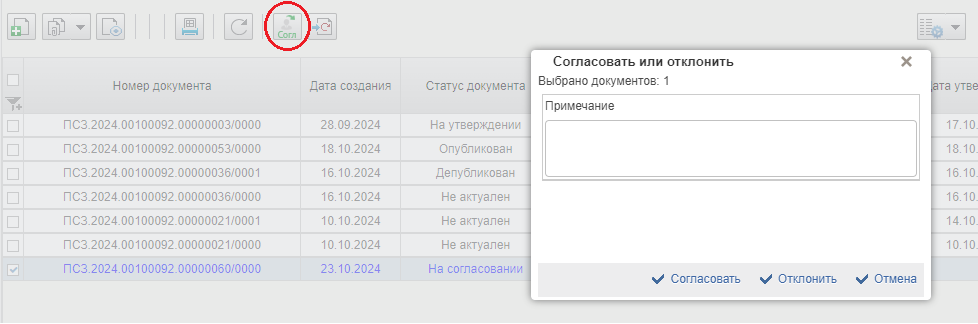 Согл
Согласовать или отклонить
Выбрано документов: 1
Примечание
Номер документа Дата создания Статус документа Дата утве
ПСЗ.2024.00100092.00000003/0000 28.09.2024 На утверждении 17.10.
ПСЗ.2024.00100092.00000053/0000 18.10.2024 Опубликован 18.10.
ПСЗ.2024.00100092.00000036/0001 16.10.2024 Депубликован 16.10.
ПСЗ.2024.00100092.00000036/0000 16.10.2024 Не актуален 16.10.
ПСЗ.2024.00100092.00000021/0001 10.10.2024 Не актуален 14.10.
ПСЗ.2024.00100092.00000021/0000 10.10.2024 Не актуален 10.10.
ПСЗ.2024.00100092.00000060/0000 23.10.2024 На согласовании
Согласовать Отклонить Отмена